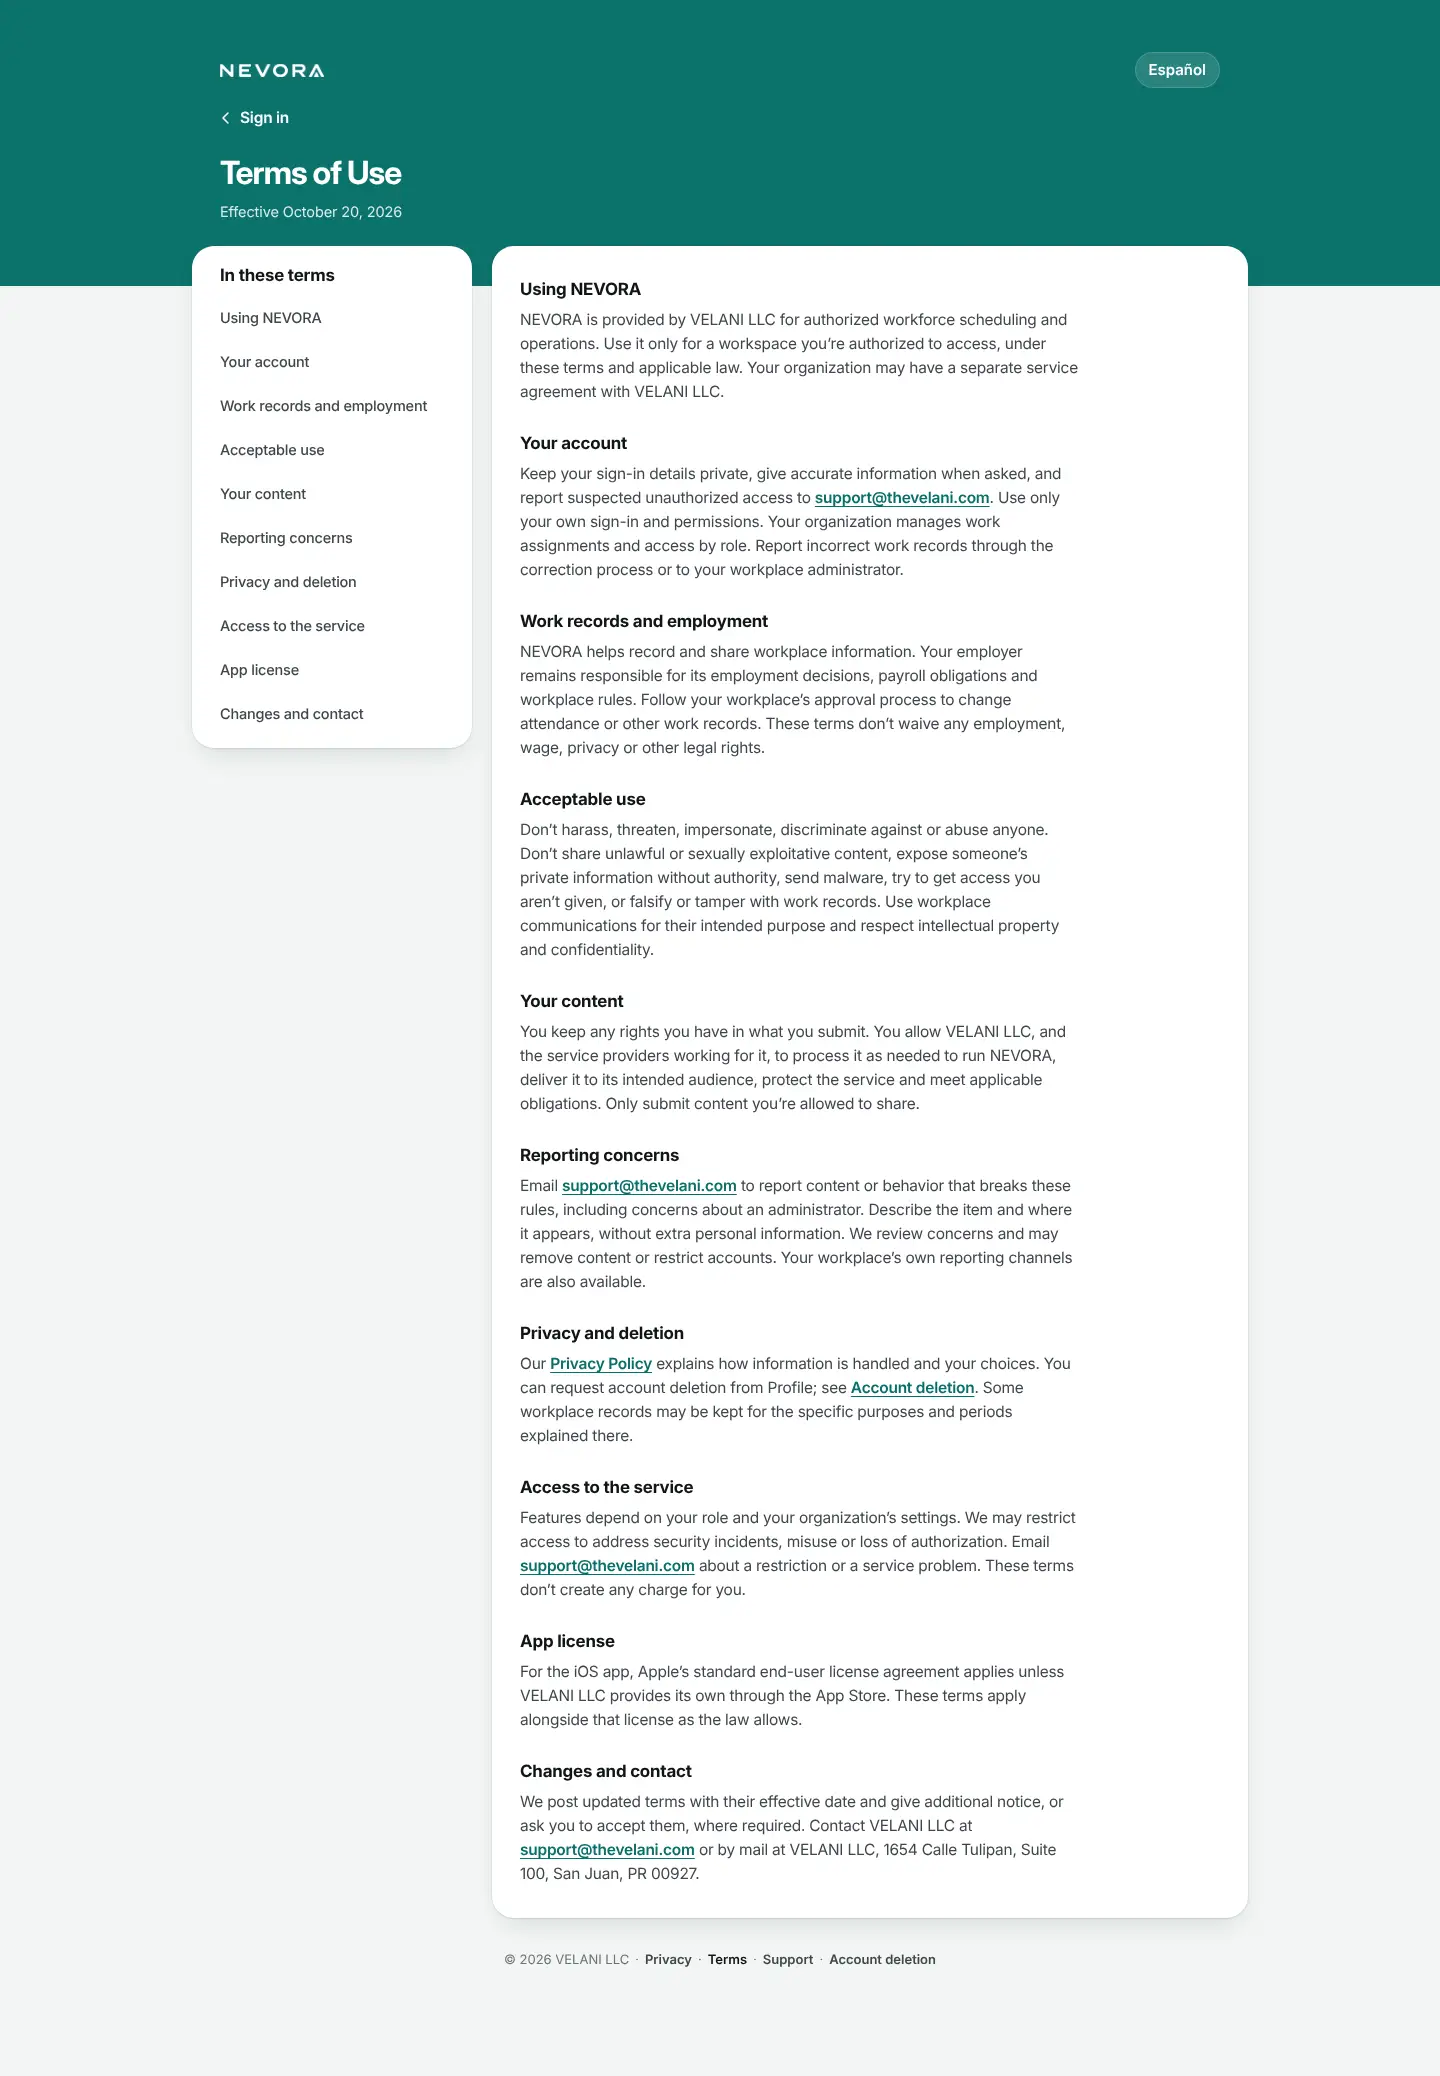 NEVORA
Español
Sign in
Terms of Use
Effective October 20, 2026
In these terms
Using NEVORA
Your account
Work records and employment
Acceptable use
Your content
Reporting concerns
Privacy and deletion
Access to the service
App license
Changes and contact
Using NEVORA
NEVORA is provided by VELANI LLC for authorized workforce scheduling and
operations. Use it only for a workspace you’re authorized to access, under
these terms and applicable law. Your organization may have a separate service
agreement with VELANI LLC.
Your account
Keep your sign-in details private, give accurate information when asked, and
report suspected unauthorized access to support@thevelani.com. Use only
your own sign-in and permissions. Your organization manages work
assignments and access by role. Report incorrect work records through the
correction process or to your workplace administrator.
Work records and employment
NEVORA helps record and share workplace information. Your employer
remains responsible for its employment decisions, payroll obligations and
workplace rules. Follow your workplace’s approval process to change
attendance or other work records. These terms don’t waive any employment,
wage, privacy or other legal rights.
Acceptable use
Don’t harass, threaten, impersonate, discriminate against or abuse anyone.
Don’t share unlawful or sexually exploitative content, expose someone’s
private information without authority, send malware, try to get access you
aren’t given, or falsify or tamper with work records. Use workplace
communications for their intended purpose and respect intellectual property
and confidentiality.
Your content
You keep any rights you have in what you submit. You allow VELANI LLC, and
the service providers working for it, to process it as needed to run NEVORA,
deliver it to its intended audience, protect the service and meet applicable
obligations. Only submit content you’re allowed to share.
Reporting concerns
Email support@thevelani.com to report content or behavior that breaks these
rules, including concerns about an administrator. Describe the item and where
it appears, without extra personal information. We review concerns and may
remove content or restrict accounts. Your workplace’s own reporting channels
are also available.
Privacy and deletion
Our Privacy Policy explains how information is handled and your choices. You
can request account deletion from Profile; see Account deletion. Some
workplace records may be kept for the specific purposes and periods
explained there.
Access to the service
Features depend on your role and your organization’s settings. We may restrict
access to address security incidents, misuse or loss of authorization. Email
support@thevelani.com about a restriction or a service problem. These terms
don’t create any charge for you.
App license
For the iOS app, Apple’s standard end-user license agreement applies unless
VELANI LLC provides its own through the App Store. These terms apply
alongside that license as the law allows.
Changes and contact
We post updated terms with their effective date and give additional notice, or
ask you to accept them, where required. Contact VELANI LLC at
support@thevelani.com or by mail at VELANI LLC, 1654 Calle Tulipan, Suite
100, San Juan, PR 00927.
© 2026 VELANI LLC · Privacy · Terms · Support · Account deletion